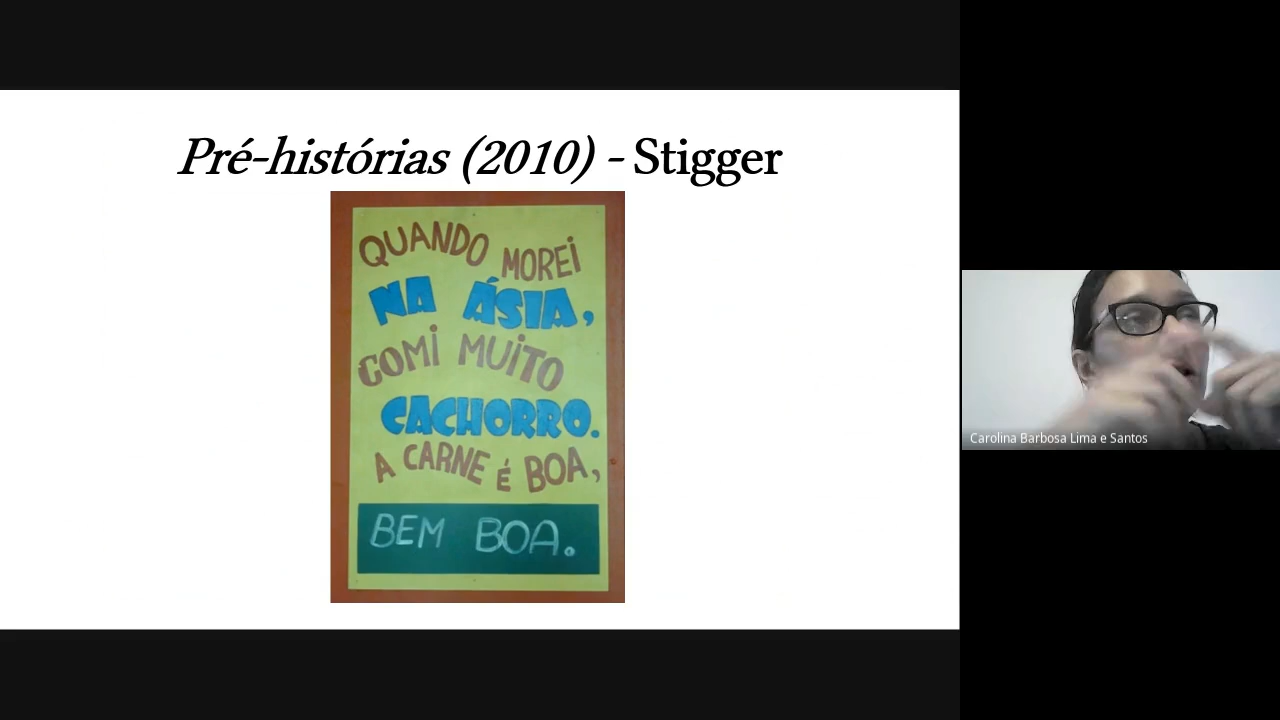 Pré-histórias (2010) - Stigger
QUANDO MOREI
NA ÁSIA,
COMI MUITO
CACHORRO.
A CARNE É BOA,
BEM BOA.
Carolina Barbosa Lima e Santos